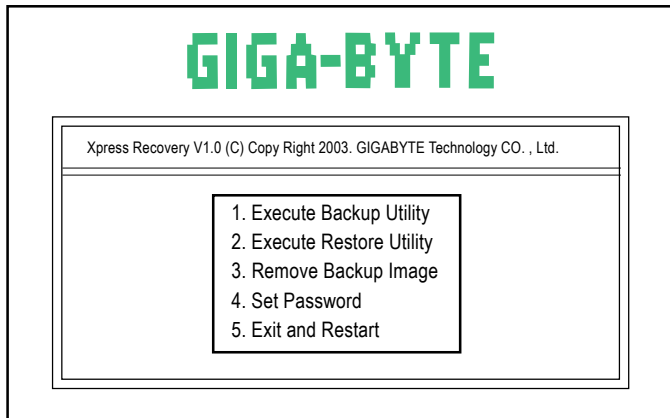 GIGA-BYTE
Xpress Recovery V1.0 (C) Copy Right 2003. GIGABYTE Technology CO. , Ltd.
1. Execute Backup Utility
2. Execute Restore Utility
3. Remove Backup Image
4. Set Password
5. Exit and Restart